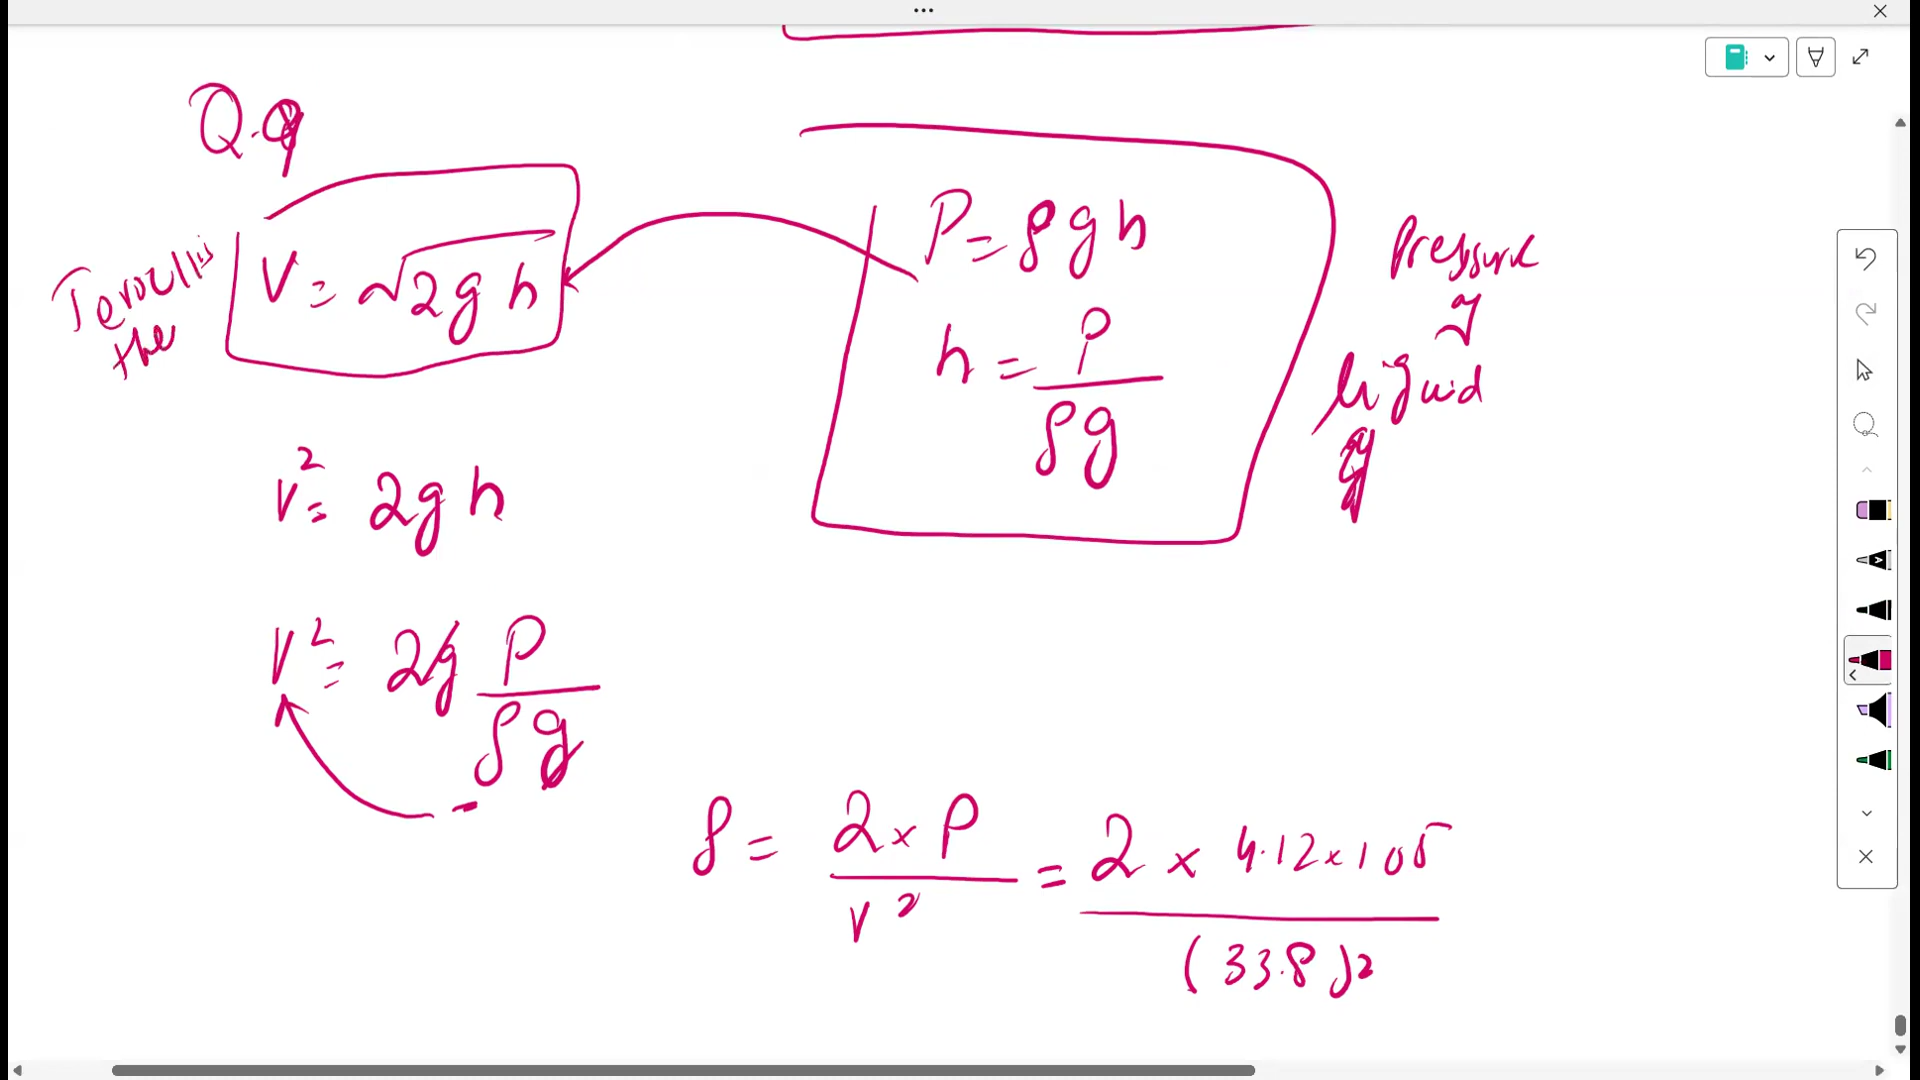 Q.9
Toroullis the
V = √2gh
P = ρgh
h = P/ρg
Pressure
of
liquid
V² = 2gh
V² = 2g P/ρg
ρ = 2×P/V² = 2 × 4.12×10⁵/(33.8)²